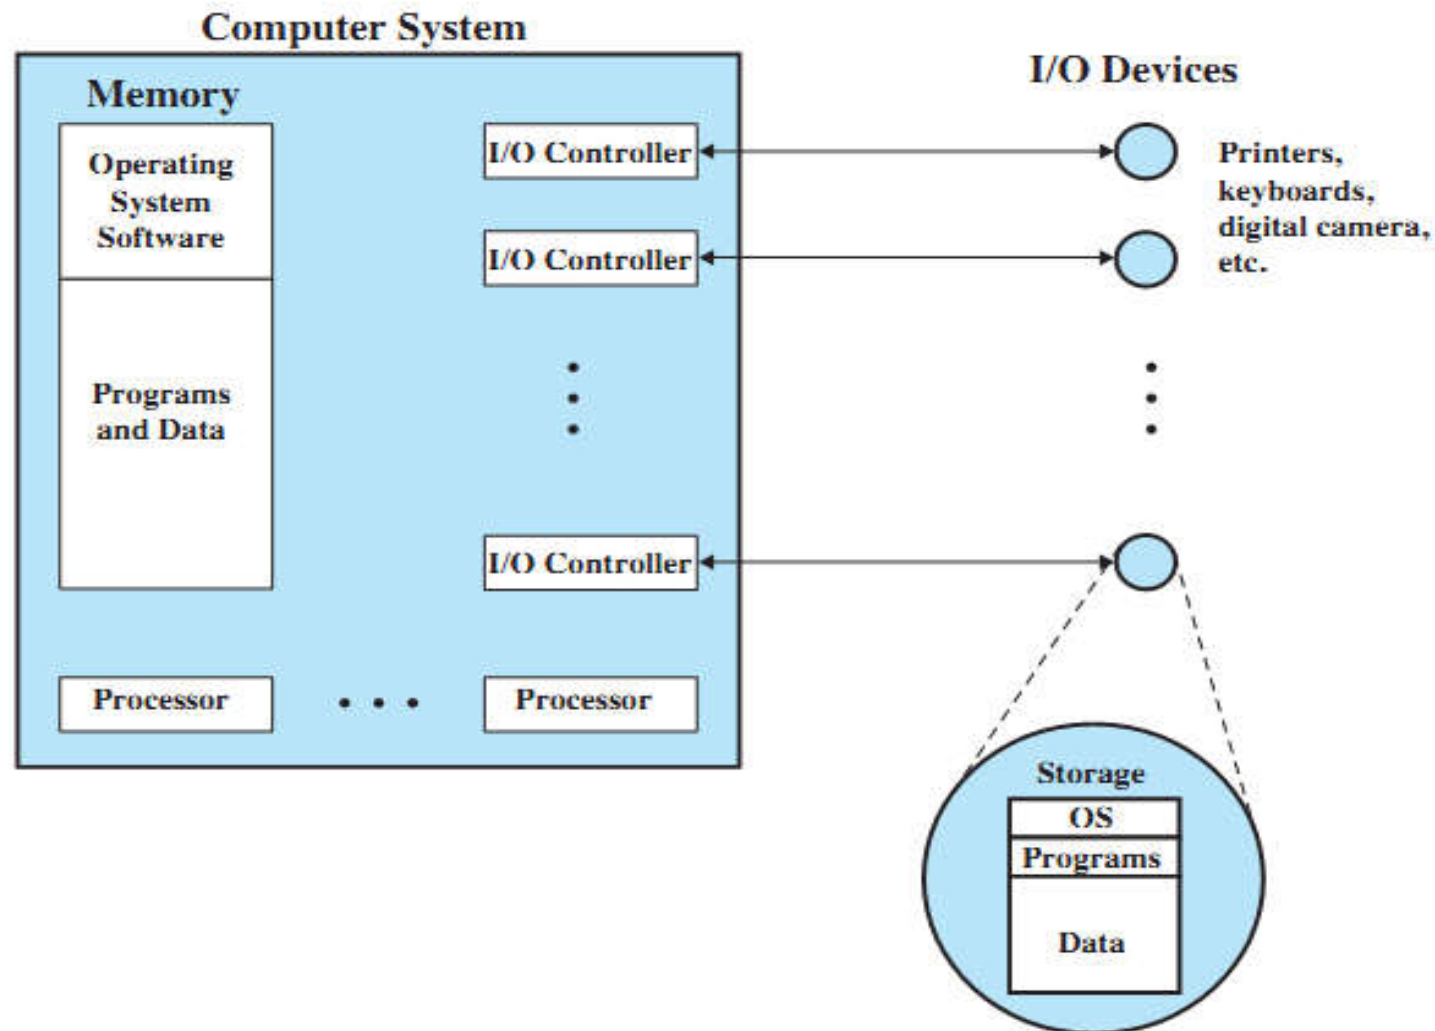 Computer System
Memory
Operating
System
Software
Programs
and Data
I/O Controller
I/O Controller
I/O Controller
Processor
Processor
I/O Devices
Printers,
keyboards,
digital camera,
etc.
Storage
OS
Programs
Data